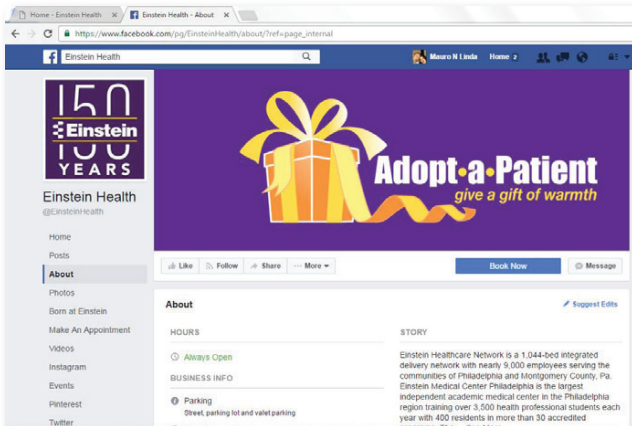 Home - Einstein Health
Einstein Health - About
https://www.facebook.com/pg/EinsteinHealth/about/?ref=page_internal
Einstein Health
Mauro N Linda Home 2
150
Einstein
YEARS
Adopt•a•Patient
give a gift of warmth
Einstein Health
@EinsteinHealth
Home
Posts
About
Photos
Born at Einstein
Make An Appointment
Videos
Instagram
Events
Pinterest
Twitter
Like Follow Share ··· More
Book Now
Message
About
Suggest Edits
HOURS
Always Open
BUSINESS INFO
Parking
Street, parking lot and valet parking
STORY
Einstein Healthcare Network is a 1,044-bed integrated
delivery network with nearly 9,000 employees serving the
communities of Philadelphia and Montgomery County, Pa.
Einstein Medical Center Philadelphia is the largest
independent academic medical center in the Philadelphia
region training over 3,500 health professional students each
year with 400 residents in more than 30 accredited